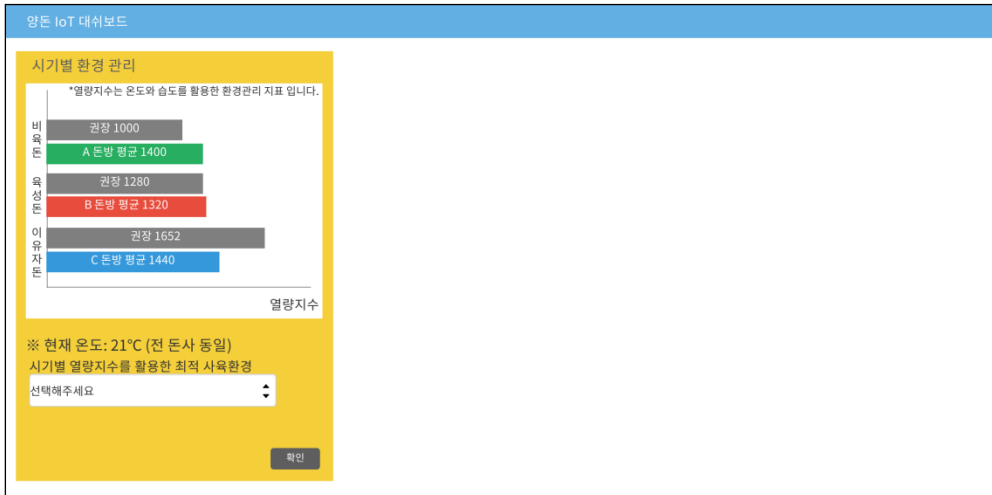 양돈 IoT 대쉬보드
시기별 환경 관리
*열량지수는 온도와 습도를 활용한 환경관리 지표 입니다.
비육돈
권장 1000
A 돈방 평균 1400
육성돈
권장 1280
B 돈방 평균 1320
이유자돈
권장 1652
C 돈방 평균 1440
열량지수
※ 현재 온도: 21℃ (전 돈사 동일)
시기별 열량지수를 활용한 최적 사육환경
선택해주세요
확인